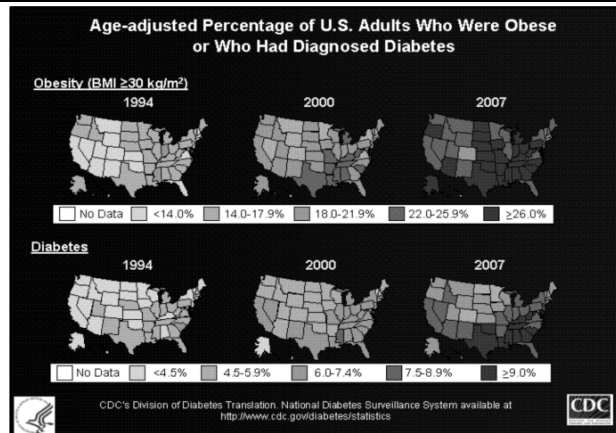 Age-adjusted Percentage of U.S. Adults Who Were Obese
or Who Had Diagnosed Diabetes
Obesity (BMI ≥30 kg/m²)
1994
2000
2007
No Data <14.0% 14.0-17.9% 18.0-21.9% 22.0-25.9% ≥26.0%
Diabetes
1994
2000
2007
No Data <4.5% 4.5-5.9% 6.0-7.4% 7.5-8.9% ≥9.0%
CDC's Division of Diabetes Translation. National Diabetes Surveillance System available at
http://www.cdc.gov/diabetes/statistics
CDC